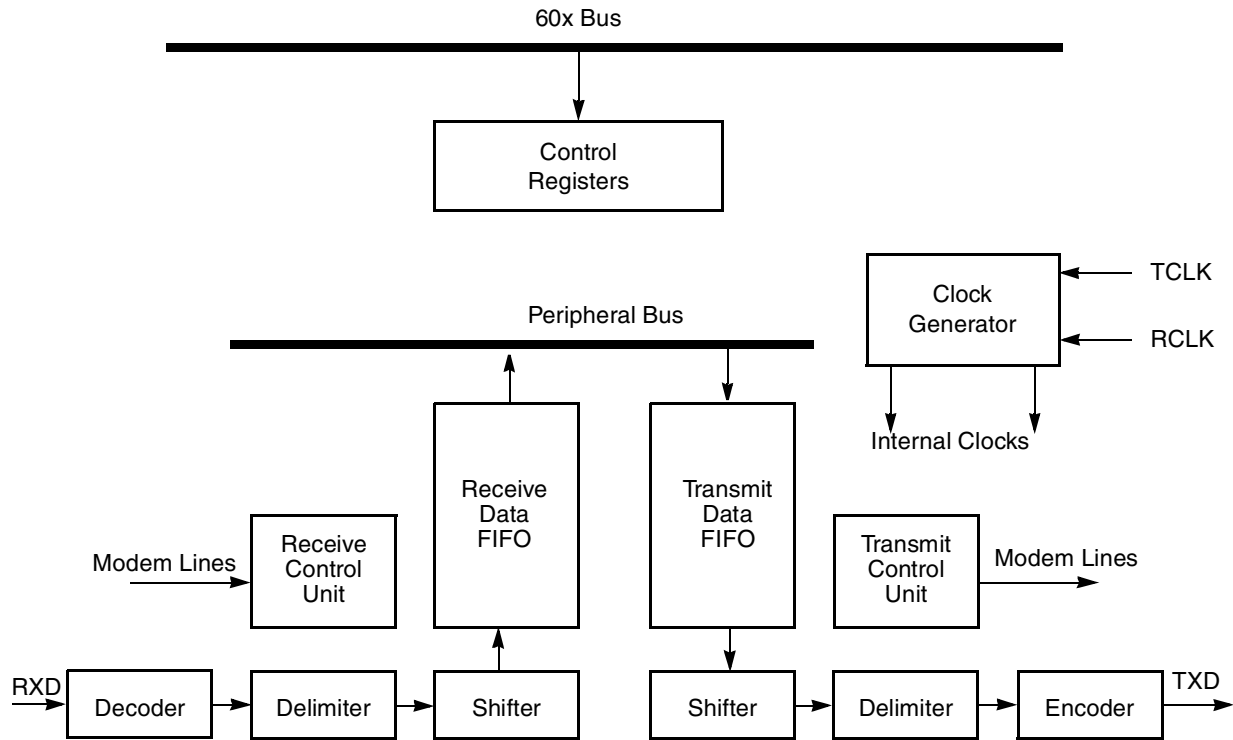 60x Bus
Control
Registers
TCLK
Clock
Generator
RCLK
Peripheral Bus
Internal Clocks
Receive
Data
FIFO
Transmit
Data
FIFO
Modem Lines
Receive
Control
Unit
Transmit
Control
Unit
Modem Lines
RXD
Decoder
Delimiter
Shifter
Shifter
Delimiter
Encoder
TXD